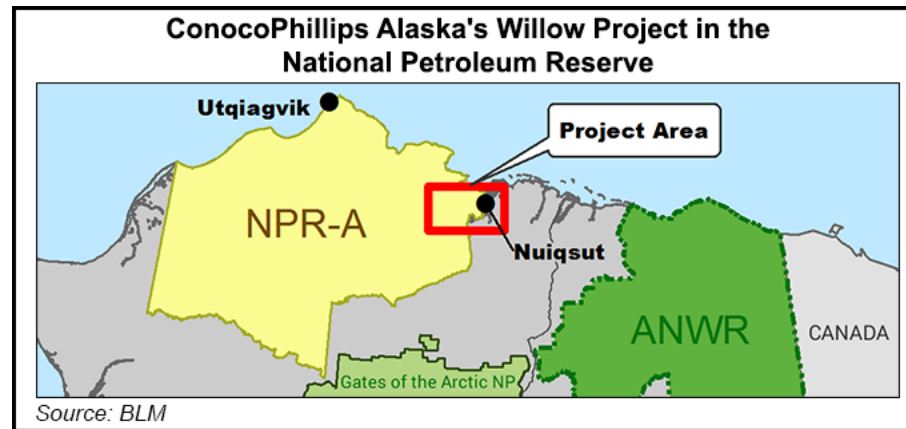 ConocoPhillips Alaska's Willow Project in the
National Petroleum Reserve
Utqiagvik
Project Area
NPR-A
Nuiqsut
ANWR
CANADA
Gates of the Arctic NP
Source: BLM